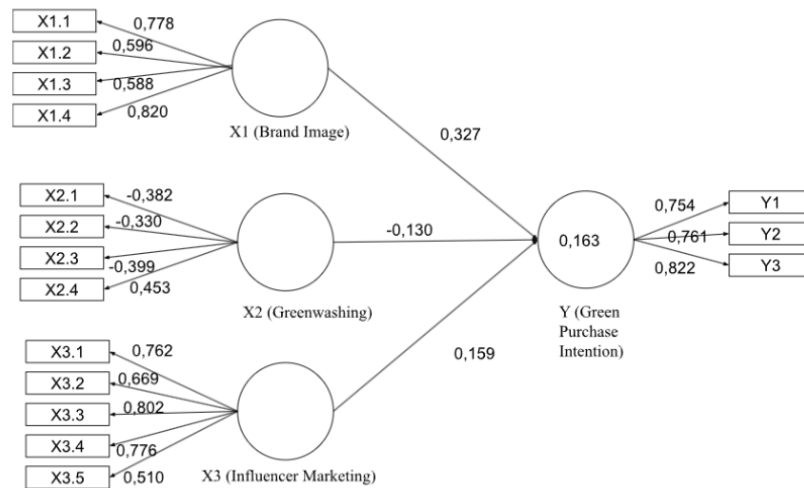 X1.1
0,778
X1.2
0,596
X1.3
0,588
X1.4
0,820
X1 (Brand Image)
0,327
X2.1
-0,382
X2.2
-0,330
X2.3
-0,399
X2.4
0,453
X2 (Greenwashing)
-0,130
0,163
Y (Green
Purchase
Intention)
0,754
Y1
0,761
Y2
0,822
Y3
X3.1
0,762
X3.2
0,669
X3.3
0,802
X3.4
0,776
X3.5
0,510
X3 (Influencer Marketing)
0,159